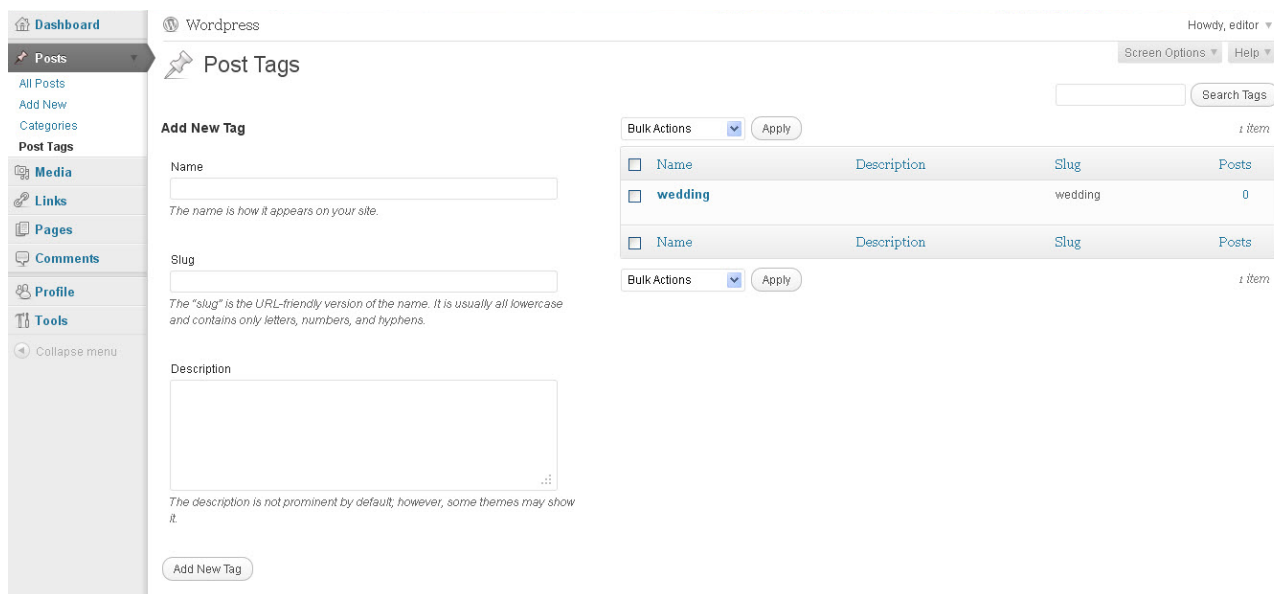 Dashboard
Posts
All Posts
Add New
Categories
Post Tags
Media
Links
Pages
Comments
Profile
Tools
Collapse menu
Wordpress
Howdy, editor
Screen Options
Help
Post Tags
Search Tags
Add New Tag
Name
The name is how it appears on your site.
Slug
The "slug" is the URL-friendly version of the name. It is usually all lowercase
and contains only letters, numbers, and hyphens.
Description
The description is not prominent by default; however, some themes may show
it.
Add New Tag
Bulk Actions Apply 1 item
Name Description Slug Posts
wedding wedding 0
Name Description Slug Posts
Bulk Actions Apply 1 item